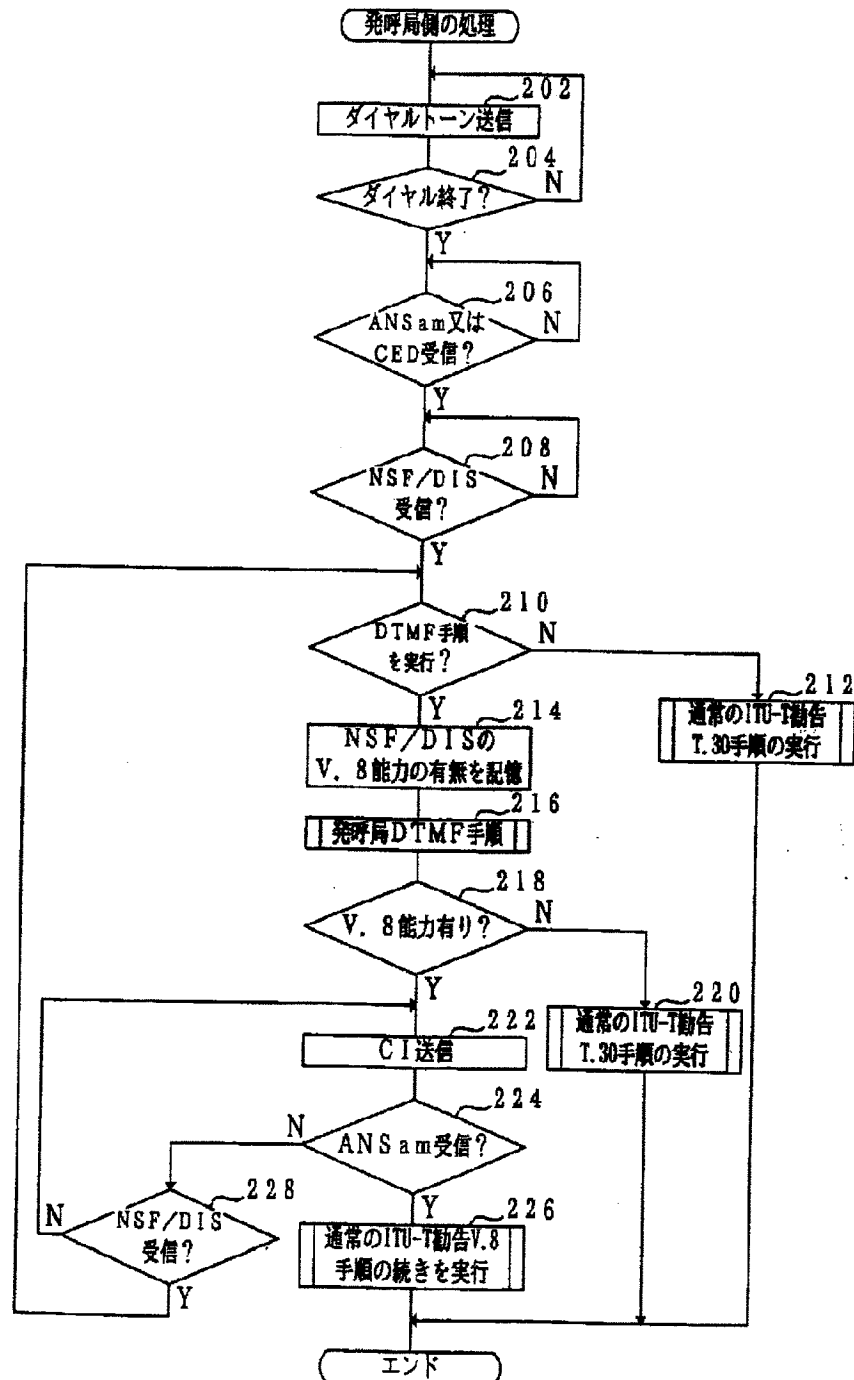 発呼局側の処理
202
ダイヤルトーン送信
204
ダイヤル終了?
N
Y
206
ANSam又は
CED受信?
N
Y
208
NSF/DIS
受信?
N
Y
210
DTMF手順
を実行?
N
Y
212
通常のITU-T勧告
T.30手順の実行
214
NSF/DISの
V. 8能力の有無を記憶
216
発呼局DTMF手順
218
V. 8能力有り?
N
Y
220
通常のITU-T勧告
T.30手順の実行
222
CI送信
224
ANSam受信?
N
Y
228
NSF/DIS
受信?
N
Y
226
通常のITU-T勧告V.8
手順の続きを実行
エンド